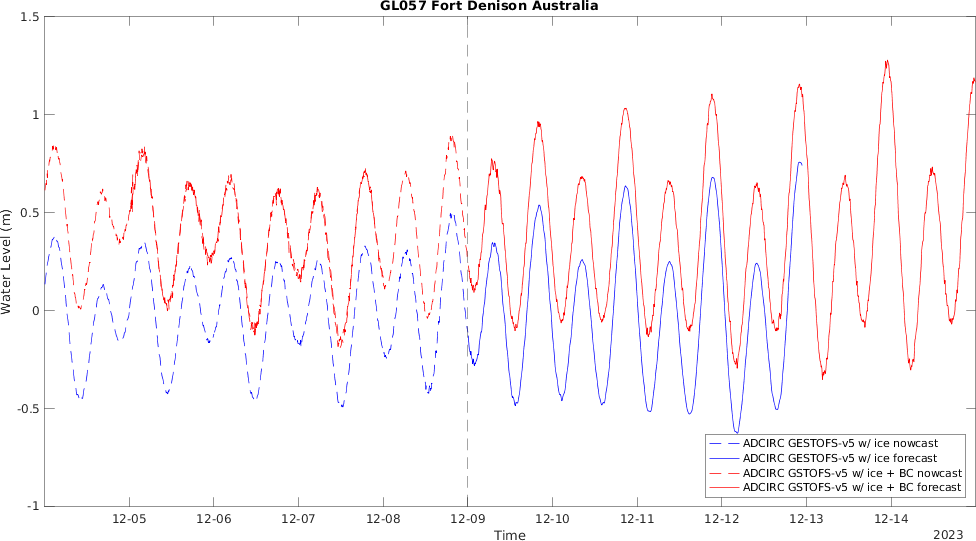 GL057 Fort Denison Australia
1.5
1
0.5
0
-0.5
-1
Water Level (m)
ADCIRC GESTOFS-v5 w/ ice nowcast
ADCIRC GESTOFS-v5 w/ ice forecast
ADCIRC GSTOFS-v5 w/ ice + BC nowcast
ADCIRC GSTOFS-v5 w/ ice + BC forecast
12-05 12-06 12-07 12-08 12-09 12-10 12-11 12-12 12-13 12-14
Time
2023